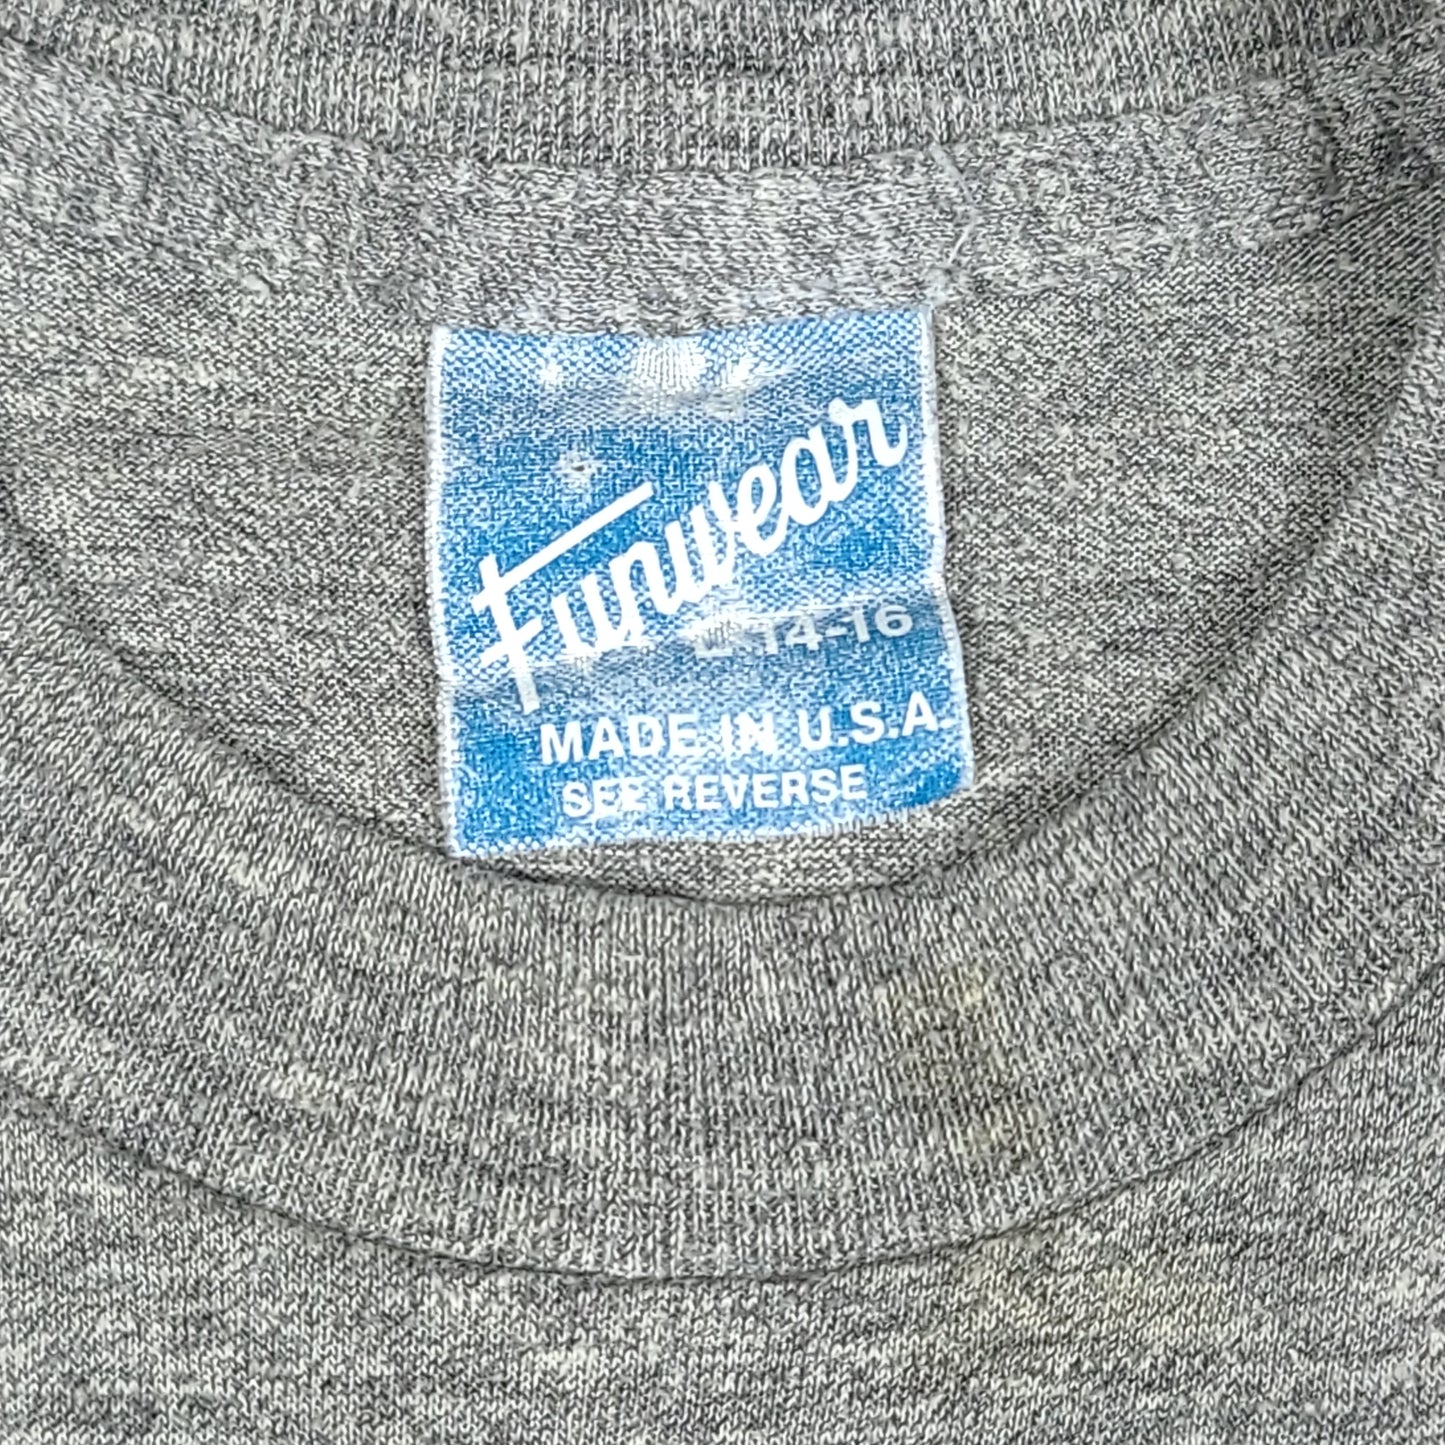 Funwear
L 14-16
MADE IN U.S.A.
SEE REVERSE